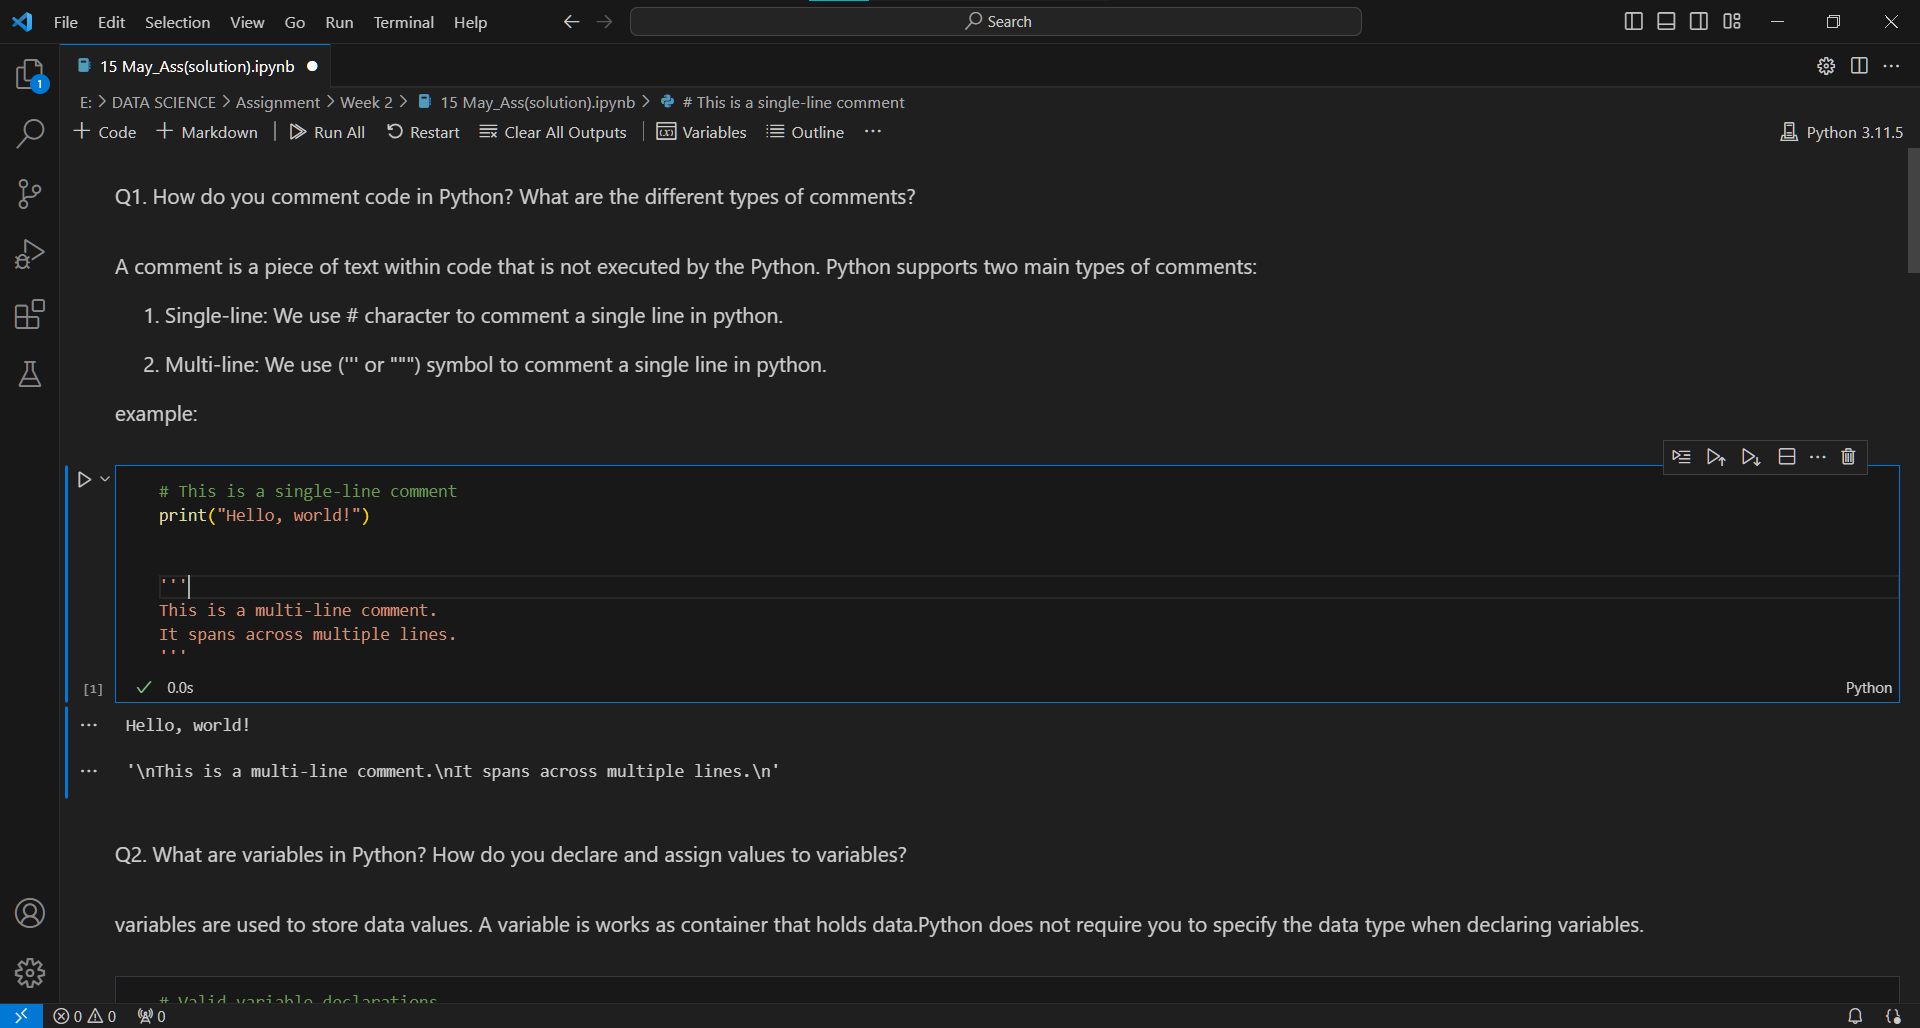 File Edit Selection View Go Run Terminal Help
Search
15 May_Ass(solution).ipynb
1
E: > DATA SCIENCE > Assignment > Week 2 > 15 May_Ass(solution).ipynb > # This is a single-line comment
+ Code + Markdown | Run All Restart Clear All Outputs | Variables Outline ···
Python 3.11.5
Q1. How do you comment code in Python? What are the different types of comments?
A comment is a piece of text within code that is not executed by the Python. Python supports two main types of comments:
1. Single-line: We use # character to comment a single line in python.
2. Multi-line: We use (''' or """) symbol to comment a single line in python.
example:
# This is a single-line comment
print("Hello, world!")
'''
This is a multi-line comment.
It spans across multiple lines.
'''
[1] 0.0s
Python
··· Hello, world!
··· '\nThis is a multi-line comment.\nIt spans across multiple lines.\n'
Q2. What are variables in Python? How do you declare and assign values to variables?
variables are used to store data values. A variable is works as container that holds data.Python does not require you to specify the data type when declaring variables.
# Valid variable declarations
0 0 0